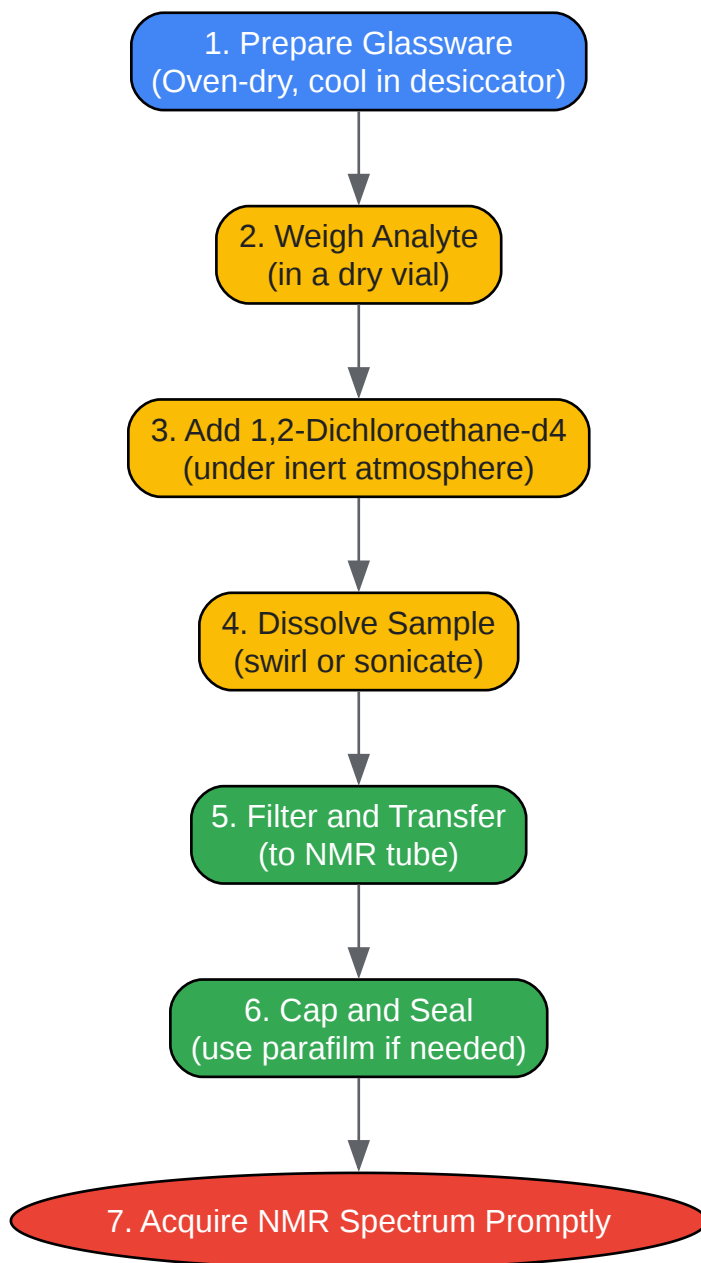 1. Prepare Glassware
(Oven-dry, cool in desiccator)
2. Weigh Analyte
(in a dry vial)
3. Add 1,2-Dichloroethane-d4
(under inert atmosphere)
4. Dissolve Sample
(swirl or sonicate)
5. Filter and Transfer
(to NMR tube)
6. Cap and Seal
(use parafilm if needed)
7. Acquire NMR Spectrum Promptly